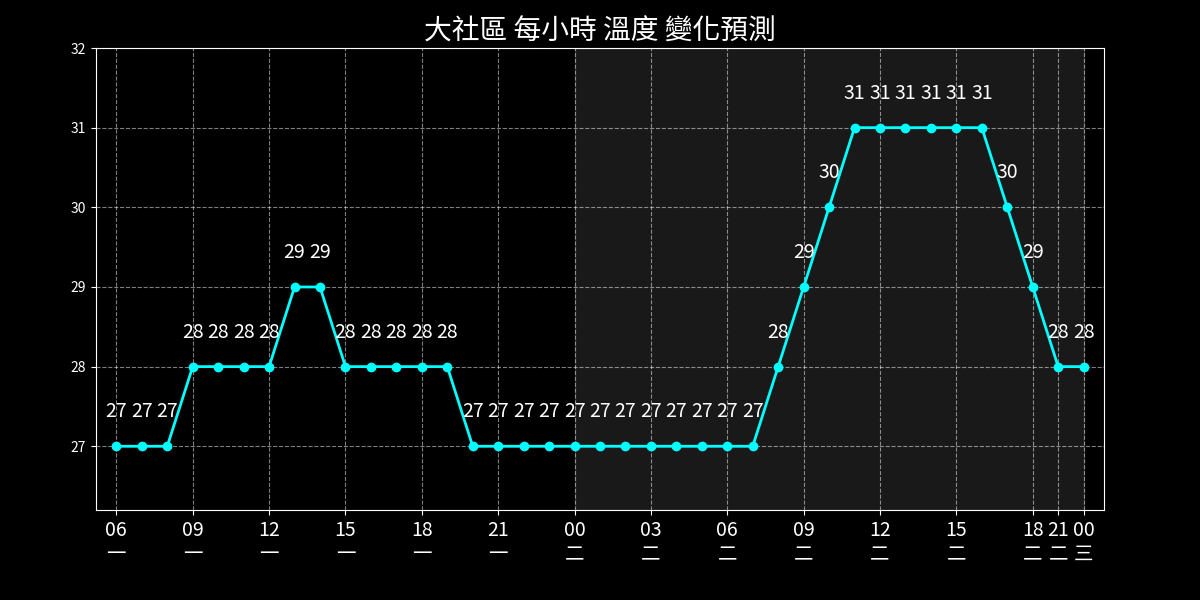 大社區 每小時 溫度 變化預測
32
31 31 31 31 31 31
31
30 30
30
29 29 29 29
29
28 28 28 28 28 28 28 28 28 28 28 28
28
27 27 27 27 27 27 27 27 27 27 27 27 27 27 27
27
06 09 12 15 18 21 00 03 06 09 12 15 18 21 00
一 一 一 一 一 一 二 二 二 二 二 二 二 二 三